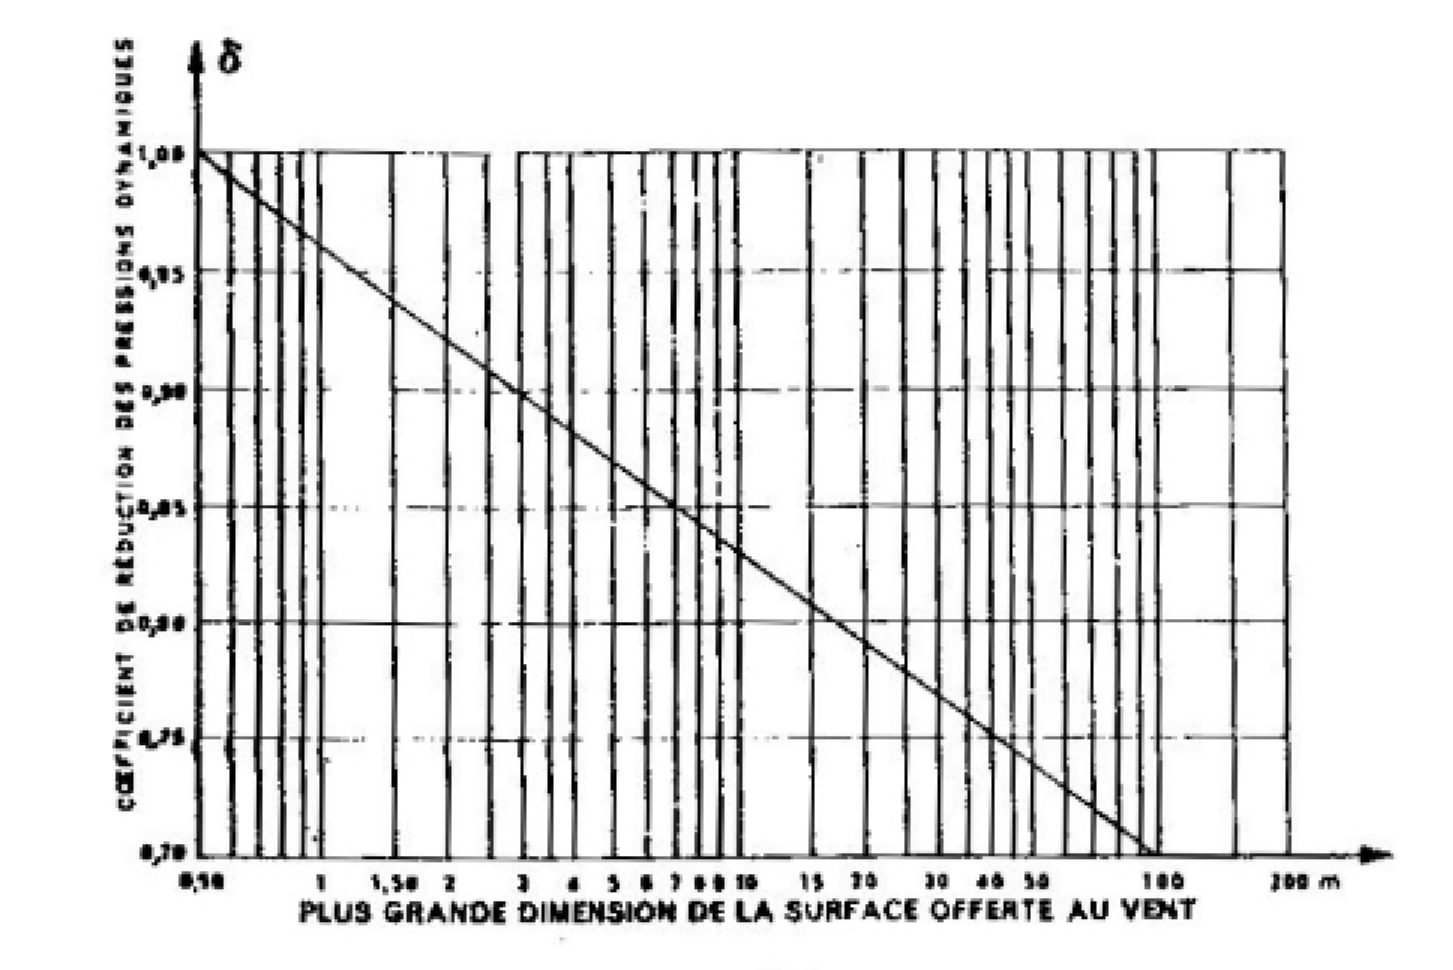 COEFFICIENT DE RÉDUCTION DES PRESSIONS DYNAMIQUES
δ
1,00
0,95
0,90
0,85
0,80
0,75
0,70
0,50 1 1,50 2 3 4 5 6 7 8 9 10 15 20 30 40 50 100 200 m
PLUS GRANDE DIMENSION DE LA SURFACE OFFERTE AU VENT